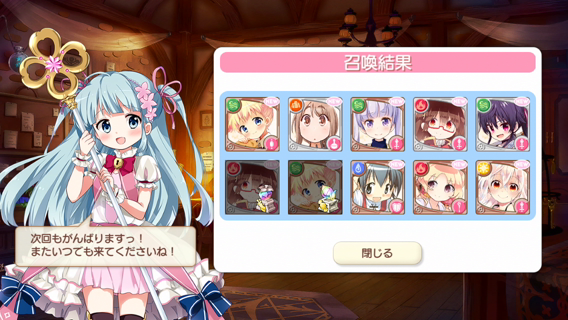 召喚結果
次回もがんばりますっ！
またいつでも来てくださいね！
閉じる